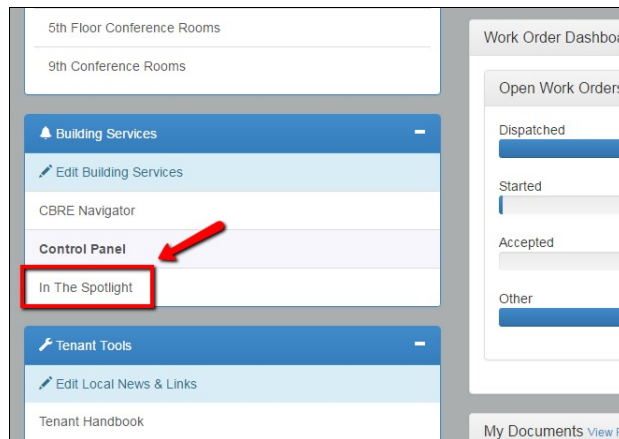 5th Floor Conference Rooms
9th Conference Rooms
Building Services
Edit Building Services
CBRE Navigator
Control Panel
In The Spotlight
Tenant Tools
Edit Local News & Links
Tenant Handbook
Work Order Dashboa
Open Work Orders
Dispatched
Started
Accepted
Other
My Documents View